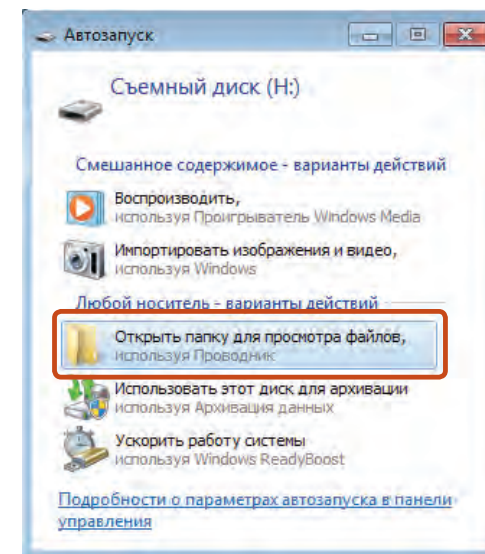 Автозапуск
Съемный диск (H:)
Смешанное содержимое - варианты действий
Воспроизводить,
используя Проигрыватель Windows Media
Импортировать изображения и видео,
используя Windows
Любой носитель - варианты действий
Открыть папку для просмотра файлов,
используя Проводник
Использовать этот диск для архивации
используя Архивация данных
Ускорить работу системы
используя Windows ReadyBoost
Подробности о параметрах автозапуска в панели
управления